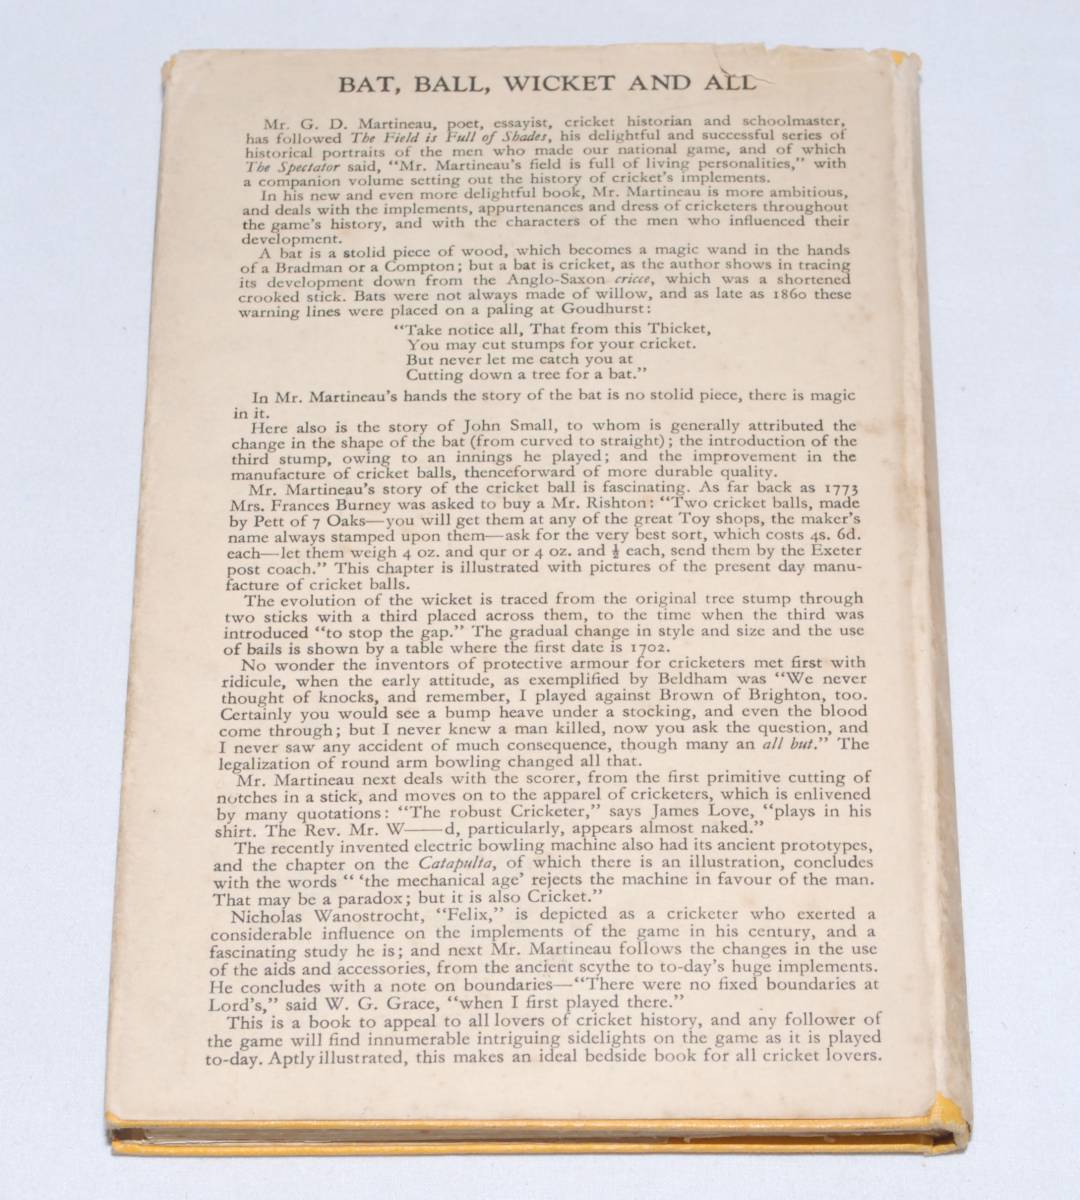 BAT, BALL, WICKET AND ALL
Mr. G. D. Martineau, poet, essayist, cricket historian and schoolmaster,
has followed The Field is Full of Shades, his delightful and successful series of
historical portraits of the men who made our national game, and of which
The Spectator said, “Mr. Martineau's field is full of living personalities,” with
a companion volume setting out the history of cricket's implements.
In his new and even more delightful book, Mr. Martineau is more ambitious,
and deals with the implements, appurtenances and dress of cricketers throughout
the game's history, and with the characters of the men who influenced their
development.
A bat is a stolid piece of wood, which becomes a magic wand in the hands
of a Bradman or a Compton; but a bat is cricket, as the author shows in tracing
its development down from the Anglo-Saxon cricce, which was a shortened
crooked stick. Bats were not always made of willow, and as late as 1860 these
warning lines were placed on a paling at Goudhurst:
“Take notice all, That from this Thicket,
You may cut stumps for your cricket.
But never let me catch you at
Cutting down a tree for a bat.”
In Mr. Martineau's hands the story of the bat is no stolid piece, there is magic
in it.
Here also is the story of John Small, to whom is generally attributed the
change in the shape of the bat (from curved to straight); the introduction of the
third stump, owing to an innings he played; and the improvement in the
manufacture of cricket balls, thenceforward of more durable quality.
Mr. Martineau's story of the cricket ball is fascinating. As far back as 1773
Mrs. Frances Burney was asked to buy a Mr. Rishton: “Two cricket balls, made
by Pett of 7 Oaks—you will get them at any of the great Toy shops, the maker's
name always stamped upon them—ask for the very best sort, which costs 4s. 6d.
each—let them weigh 4 oz. and qur or 4 oz. and ½ each, send them by the Exeter
post coach.” This chapter is illustrated with pictures of the present day manu-
facture of cricket balls.
The evolution of the wicket is traced from the original tree stump through
two sticks with a third placed across them, to the time when the third was
introduced “to stop the gap.” The gradual change in style and size and the use
of bails is shown by a table where the first date is 1702.
No wonder the inventors of protective armour for cricketers met first with
ridicule, when the early attitude, as exemplified by Beldham was “We never
thought of knocks, and remember, I played against Brown of Brighton, too.
Certainly you would see a bump heave under a stocking, and even the blood
come through; but I never knew a man killed, now you ask the question, and
I never saw any accident of much consequence, though many an all but.” The
legalization of round arm bowling changed all that.
Mr. Martineau next deals with the scorer, from the first primitive cutting of
notches in a stick, and moves on to the apparel of cricketers, which is enlivened
by many quotations: “The robust Cricketer,” says James Love, “plays in his
shirt. The Rev. Mr. W——d, particularly, appears almost naked.”
The recently invented electric bowling machine also had its ancient prototypes,
and the chapter on the Catapulta, of which there is an illustration, concludes
with the words “ ‘the mechanical age’ rejects the machine in favour of the man.
That may be a paradox; but it is also Cricket.”
Nicholas Wanostrocht, “Felix,” is depicted as a cricketer who exerted a
considerable influence on the implements of the game in his century, and a
fascinating study he is; and next Mr. Martineau follows the changes in the use
of the aids and accessories, from the ancient scythe to to-day's huge implements.
He concludes with a note on boundaries—“There were no fixed boundaries at
Lord's,” said W. G. Grace, “when I first played there.”
This is a book to appeal to all lovers of cricket history, and any follower of
the game will find innumerable intriguing sidelights on the game as it is played
to-day. Aptly illustrated, this makes an ideal bedside book for all cricket lovers.